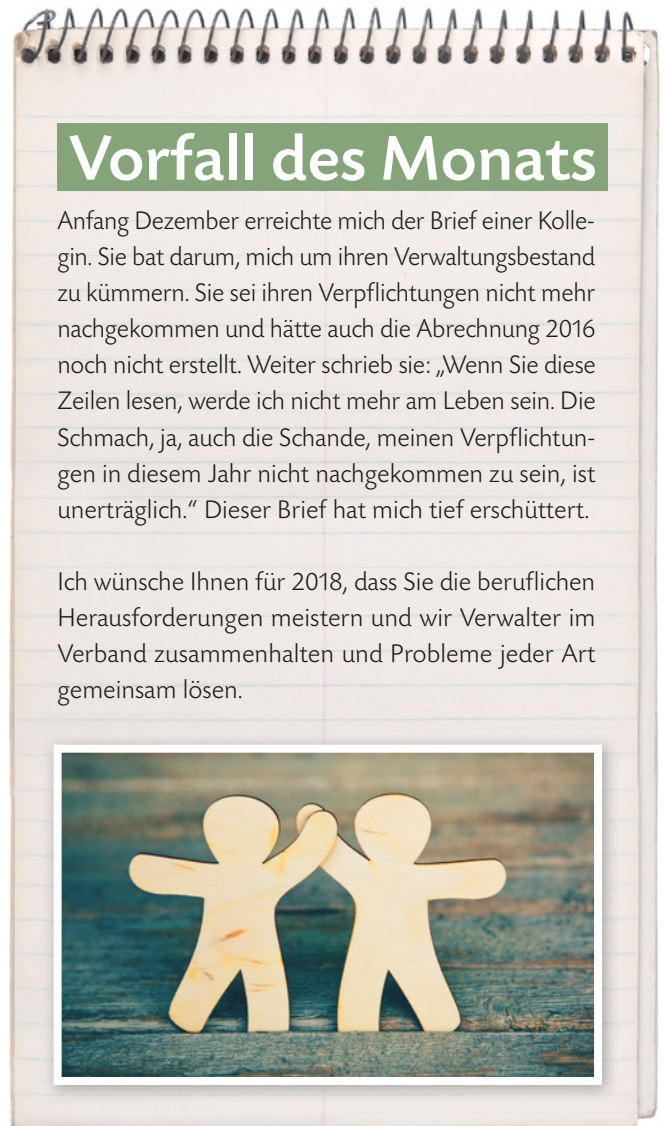 Vorfall des Monats
Anfang Dezember erreichte mich der Brief einer Kolle-
gin. Sie bat darum, mich um ihren Verwaltungsbestand
zu kümmern. Sie sei ihren Verpflichtungen nicht mehr
nachgekommen und hätte auch die Abrechnung 2016
noch nicht erstellt. Weiter schrieb sie: „Wenn Sie diese
Zeilen lesen, werde ich nicht mehr am Leben sein. Die
Schmach, ja, auch die Schande, meinen Verpflichtun-
gen in diesem Jahr nicht nachgekommen zu sein, ist
unerträglich.“ Dieser Brief hat mich tief erschüttert.
Ich wünsche Ihnen für 2018, dass Sie die beruflichen
Herausforderungen meistern und wir Verwalter im
Verband zusammenhalten und Probleme jeder Art
gemeinsam lösen.